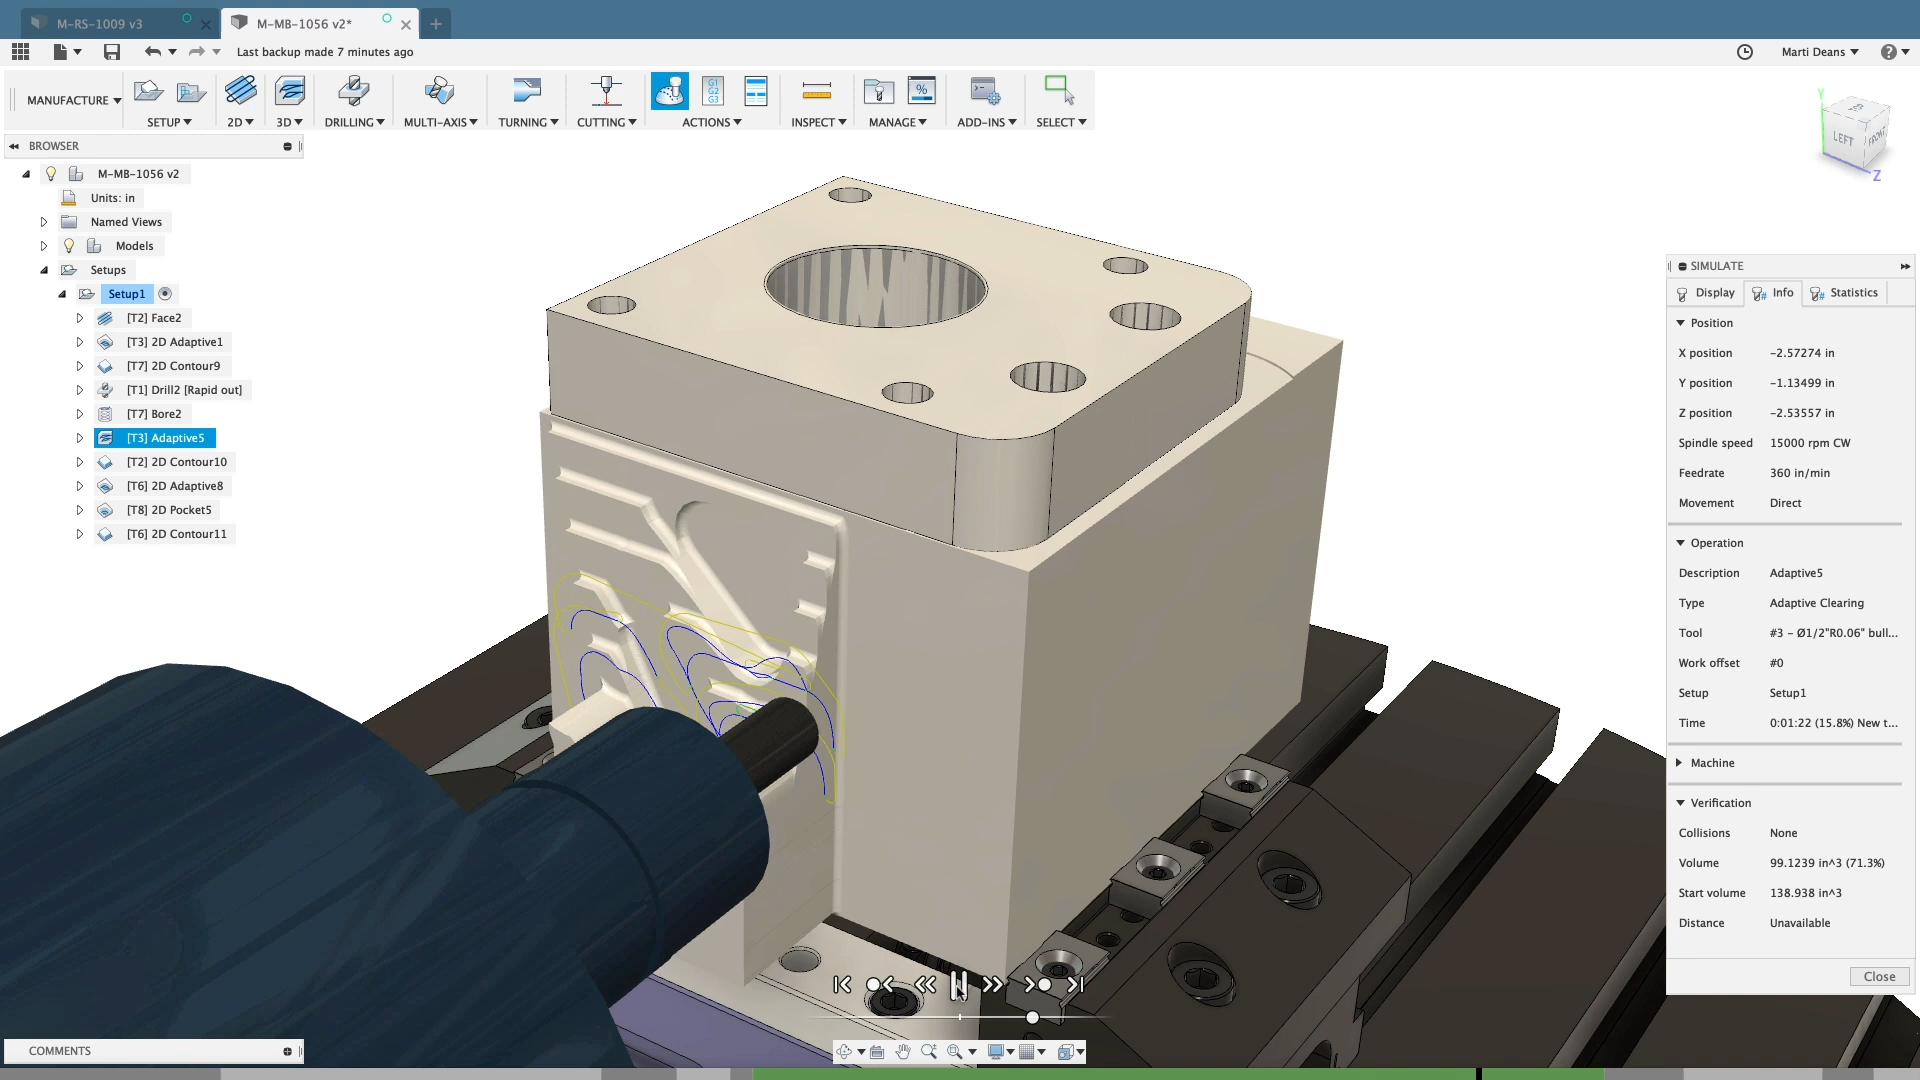 M-RS-1009 v3
M-MB-1056 v2*
Last backup made 7 minutes ago
Marti Deans
MANUFACTURE
SETUP
2D
3D
DRILLING
MULTI-AXIS
TURNING
CUTTING
G1
G2
G3
ACTIONS
INSPECT
%
MANAGE
ADD-INS
SELECT
Y
LEFT
FRONT
Z
BROWSER
M-MB-1056 v2
Units: in
Named Views
Models
Setups
Setup1
[T2] Face2
[T3] 2D Adaptive1
[T7] 2D Contour9
[T1] Drill2 [Rapid out]
[T7] Bore2
[T3] Adaptive5
[T2] 2D Contour10
[T6] 2D Adaptive8
[T8] 2D Pocket5
[T6] 2D Contour11
SIMULATE
Display Info Statistics
Position
X position -2.57274 in
Y position -1.13499 in
Z position -2.53557 in
Spindle speed 15000 rpm CW
Feedrate 360 in/min
Movement Direct
Operation
Description Adaptive5
Type Adaptive Clearing
Tool #3 - Ø1/2"R0.06" bull...
Work offset #0
Setup Setup1
Time 0:01:22 (15.8%) New t...
Machine
Verification
Collisions None
Volume 99.1239 in^3 (71.3%)
Start volume 138.938 in^3
Distance Unavailable
Close
COMMENTS